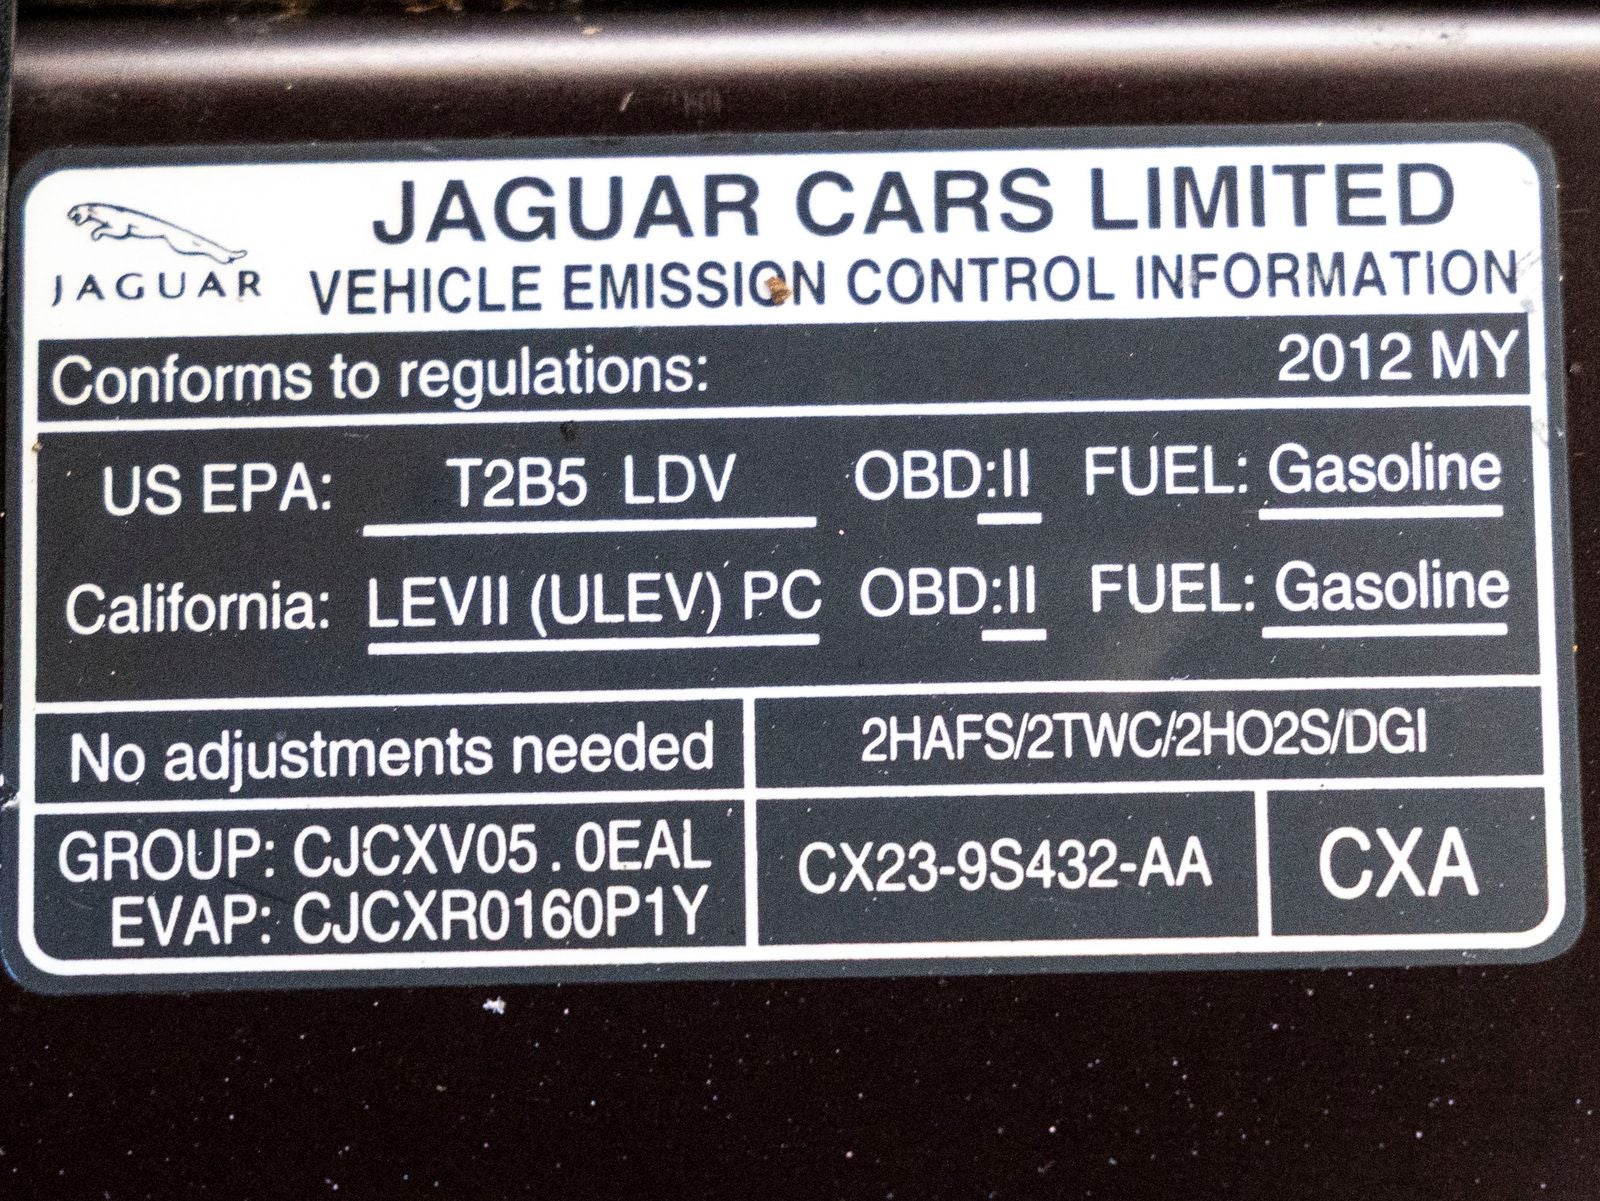 JAGUAR CARS LIMITED
JAGUAR
VEHICLE EMISSION CONTROL INFORMATION
Conforms to regulations: 2012 MY
US EPA: T2B5 LDV OBD:II FUEL: Gasoline
California: LEVII (ULEV) PC OBD:II FUEL: Gasoline
No adjustments needed 2HAFS/2TWC/2HO2S/DGI
GROUP: CJCXV05.0EAL
EVAP: CJCXR0160P1Y
CX23-9S432-AA
CXA